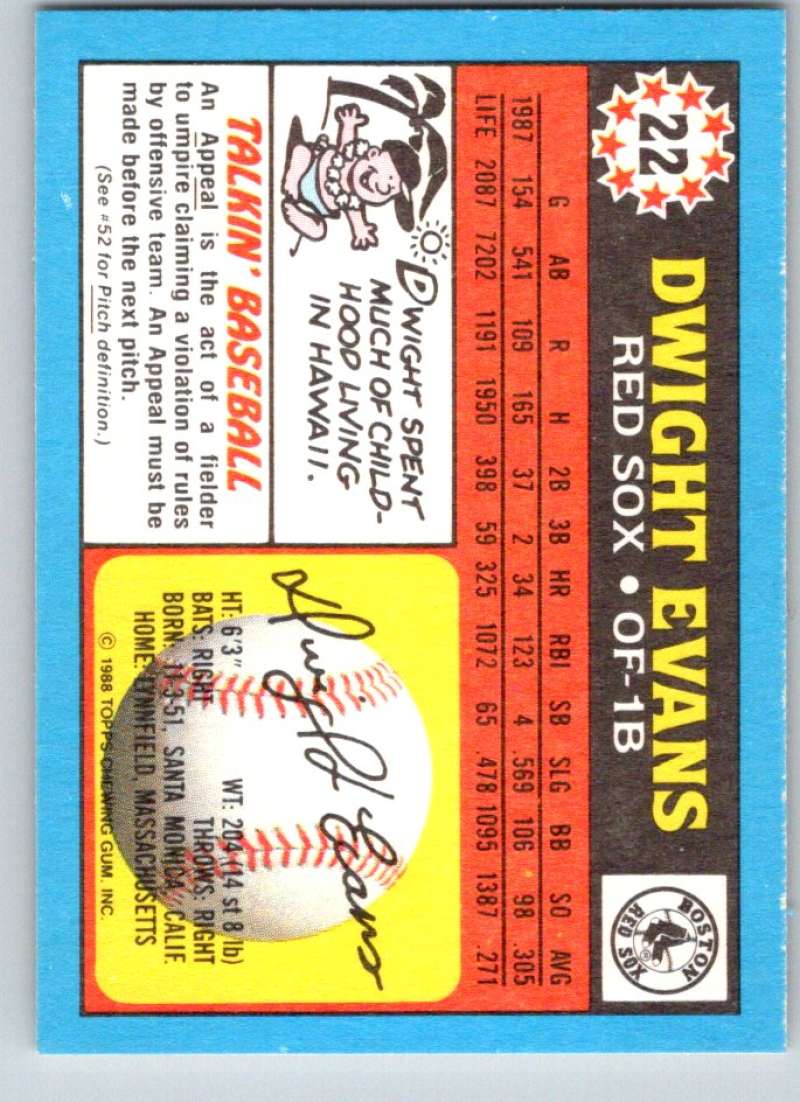 22
DWIGHT EVANS
RED SOX • OF-1B
BOSTON
RED SOX
G AB R H 2B 3B HR RBI SB SLG BB SO AVG
1987 154 541 109 165 37 2 34 123 4 .569 106 98 .305
LIFE 2087 7202 1191 1950 398 59 325 1072 65 .478 1095 1387 .271
DWIGHT SPENT
MUCH OF CHILD-
HOOD LIVING
IN HAWAII.
TALKIN' BASEBALL
An Appeal is the act of a fielder
to umpire claiming a violation of rules
by offensive team. An Appeal must be
made before the next pitch.
(See #52 for Pitch definition.)
Dwight Evans
HT: 6'3" WT: 204 (14 st 8 lb)
BATS: RIGHT THROWS: RIGHT
BORN: 11-3-51, SANTA MONICA, CALIF.
HOME: LYNNFIELD, MASSACHUSETTS
© 1988 TOPPS CHEWING GUM, INC.